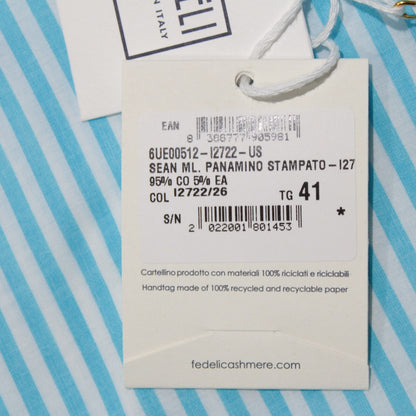 ELI
IN ITALY
EAN
8 388777 905981
6UE00512-I2722-US
SEAN ML. PANAMINO STAMPATO-I27
95% CO 5% EA
COL I2722/26 TG 41
S/N
2 022001 801453
*
Cartellino prodotto con materiali 100% riciclati e riciclabili
Handtag made of 100% recycled and recyclable paper
fedelicashmere.com